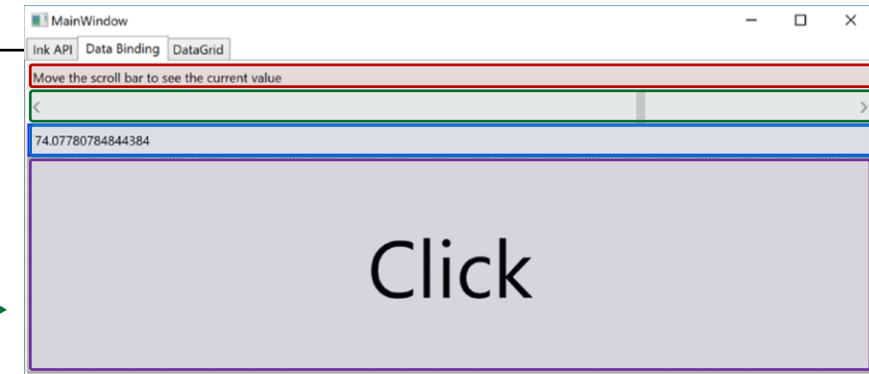 MainWindow
Ink API Data Binding DataGrid
Move the scroll bar to see the current value
74.07780784844384
Click